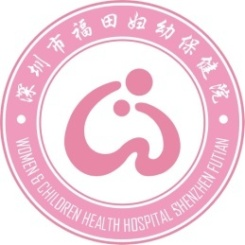 深圳市福田妇幼保健院
WOMEN & CHILDREN HEALTH HOSPITAL SHENZHEN FUTIAN